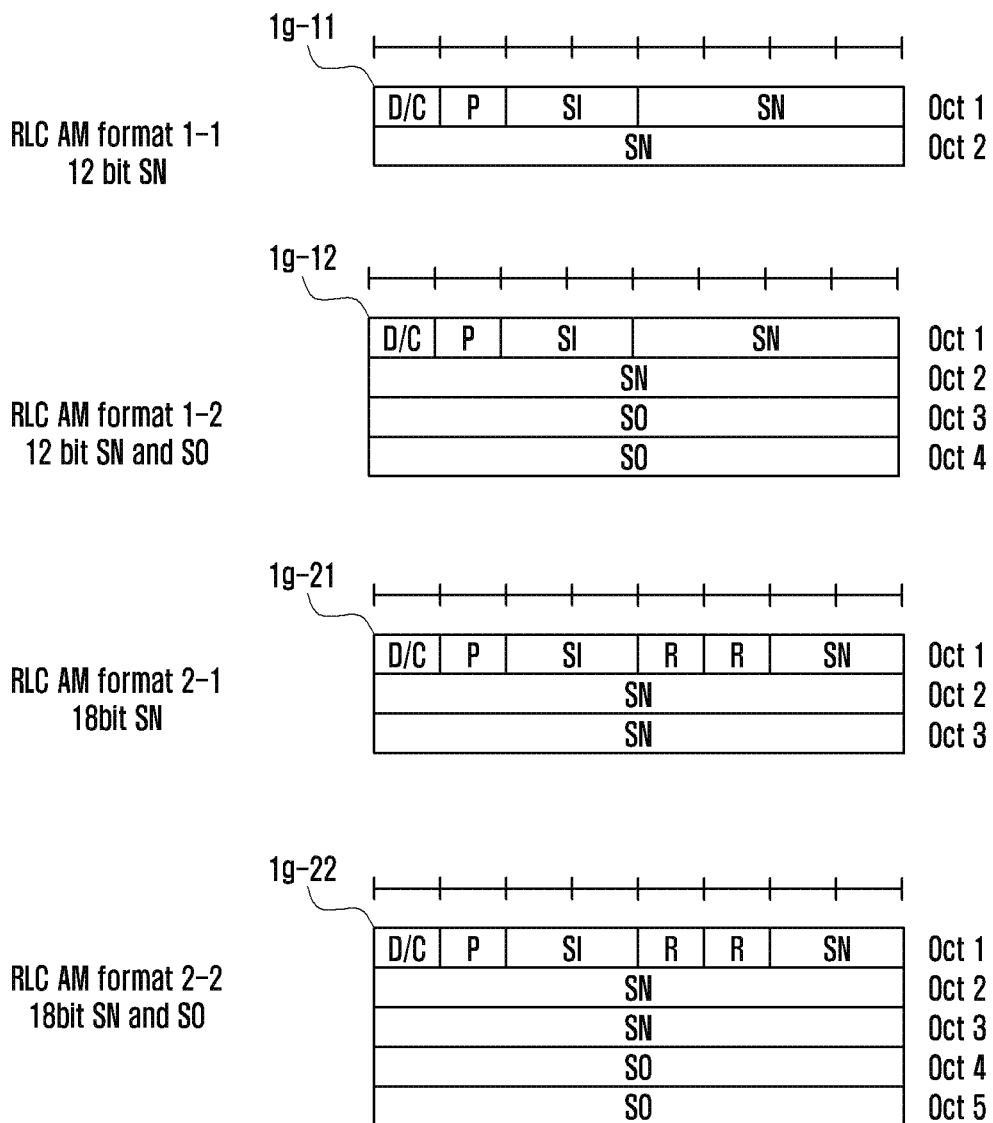 1g-11
D/C P SI SN Oct 1
SN Oct 2
RLC AM format 1-1
12 bit SN
1g-12
D/C P SI SN Oct 1
SN Oct 2
SO Oct 3
SO Oct 4
RLC AM format 1-2
12 bit SN and SO
1g-21
D/C P SI R R SN Oct 1
SN Oct 2
SN Oct 3
RLC AM format 2-1
18bit SN
1g-22
D/C P SI R R SN Oct 1
SN Oct 2
SN Oct 3
SO Oct 4
SO Oct 5
RLC AM format 2-2
18bit SN and SO